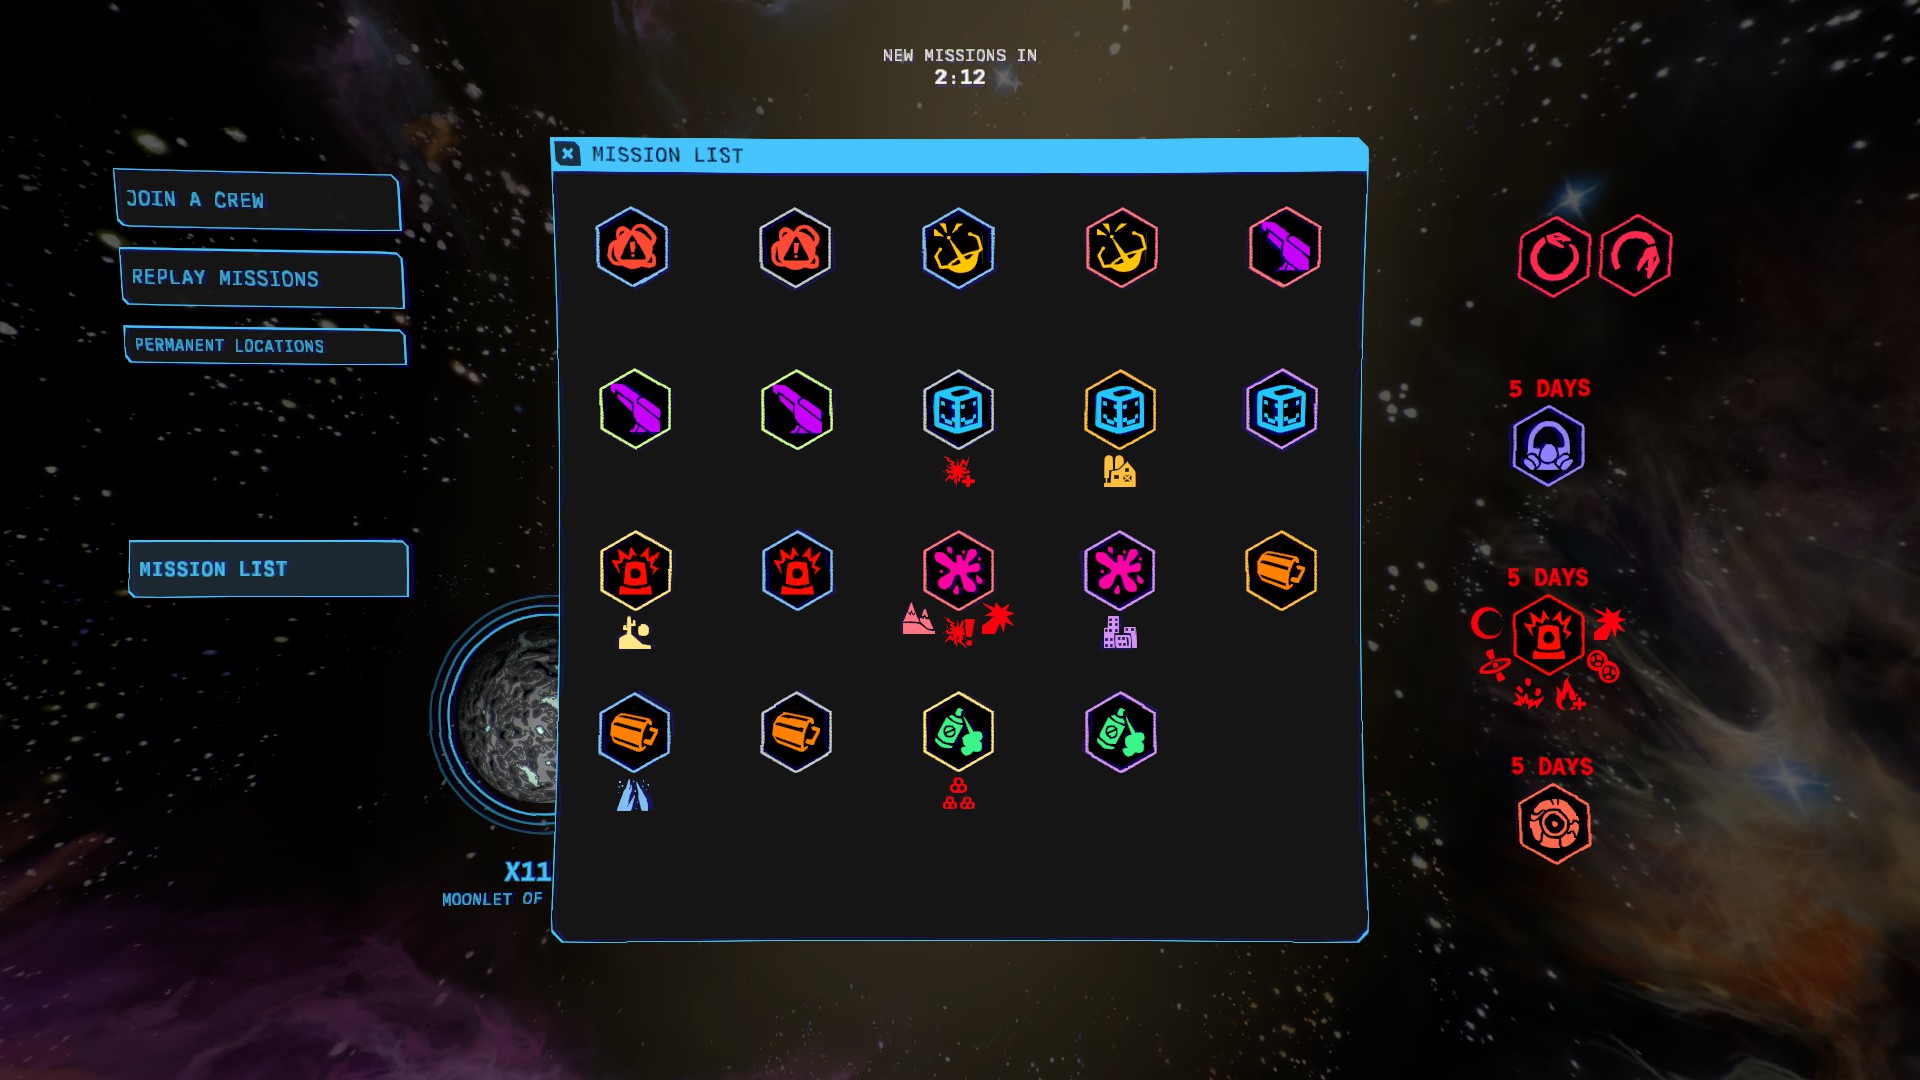 NEW MISSIONS IN
2:12
MISSION LIST
JOIN A CREW
REPLAY MISSIONS
PERMANENT LOCATIONS
5 DAYS
MISSION LIST
5 DAYS
5 DAYS
X11
MOONLET OF